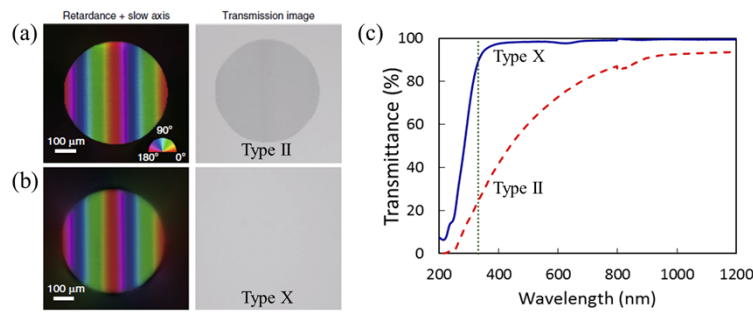 Retardance + slow axis
Transmission image
(a)
90°
180°
0°
100 μm
Type II
(b)
100 μm
Type X
(c)
Transmittance (%)
100
80
60
40
20
0
Type X
Type II
200 400 600 800 1000 1200
Wavelength (nm)